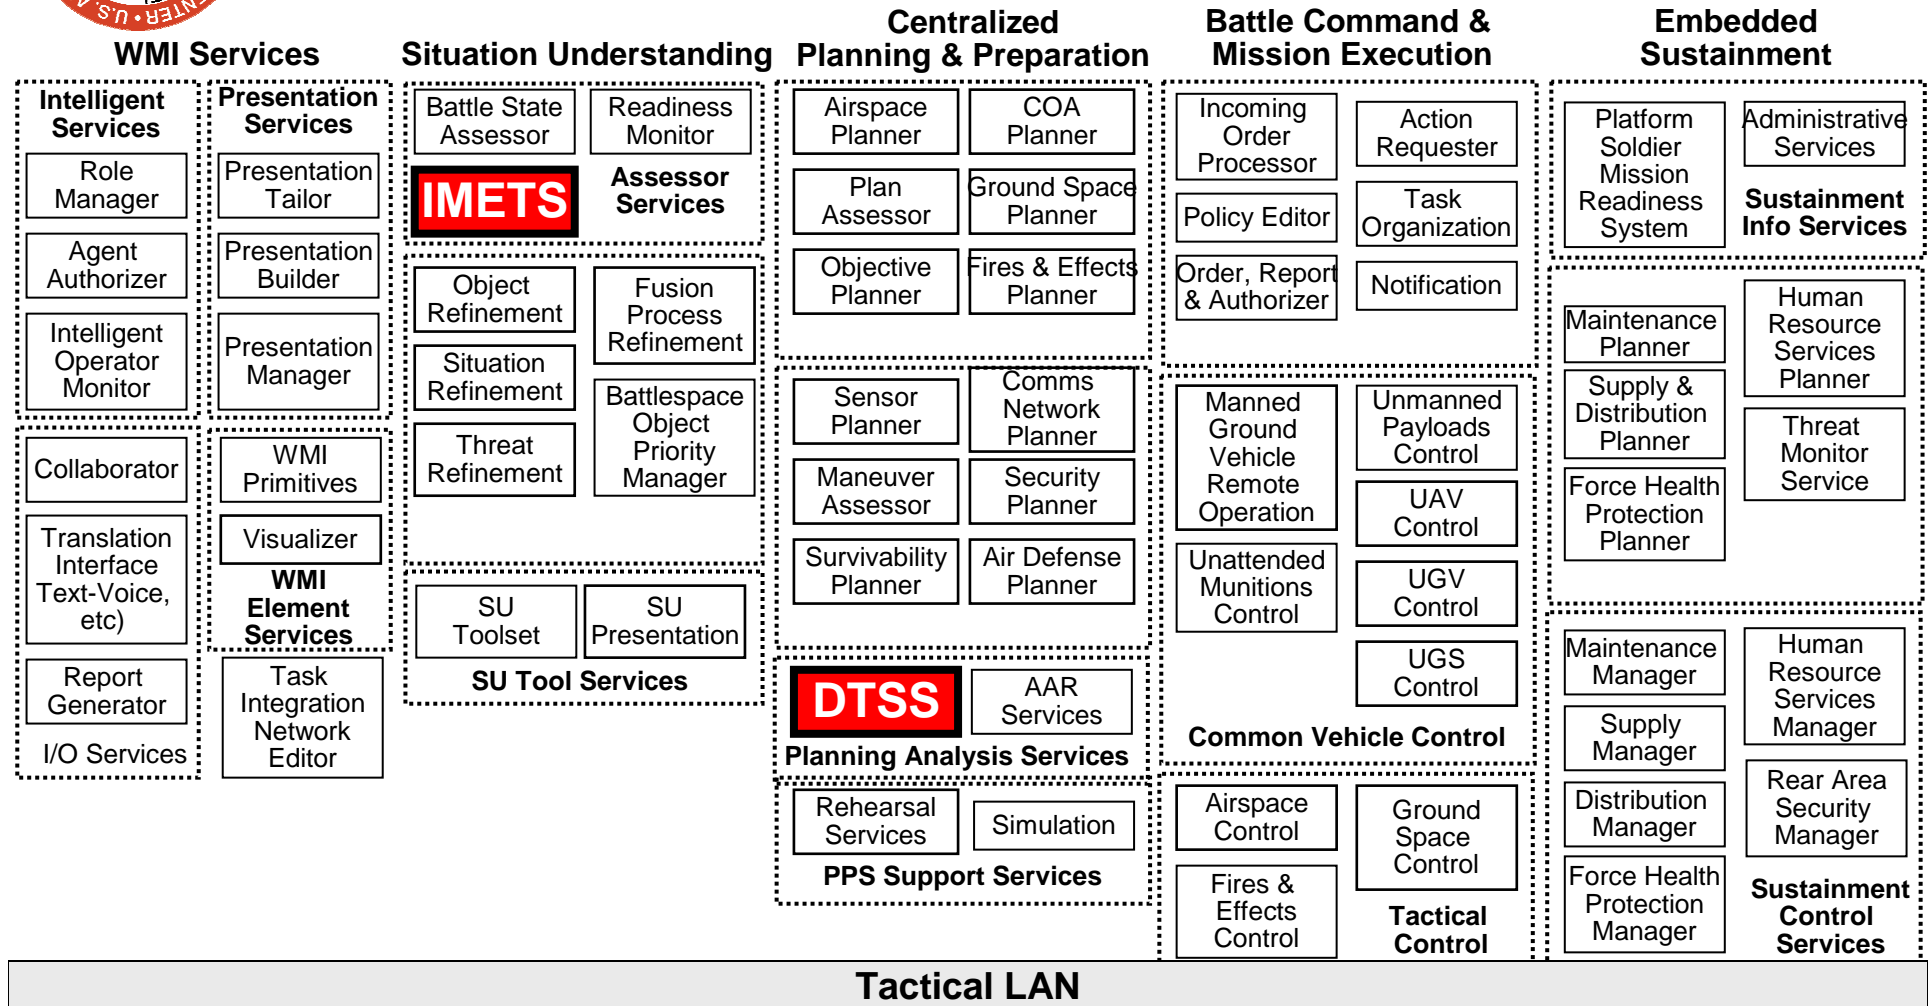 ENTER • U.S. A
WMI Services
Intelligent
Services
Role
Manager
Agent
Authorizer
Intelligent
Operator
Monitor
Presentation
Services
Presentation
Tailor
Presentation
Builder
Presentation
Manager
Collaborator
Translation
Interface
Text-Voice,
etc)
Report
Generator
I/O Services
WMI
Primitives
Visualizer
WMI
Element
Services
Task
Integration
Network
Editor
Situation Understanding
Battle State
Assessor
Readiness
Monitor
IMETS
Assessor
Services
Object
Refinement
Situation
Refinement
Threat
Refinement
Fusion
Process
Refinement
Battlespace
Object
Priority
Manager
SU
Toolset
SU
Presentation
SU Tool Services
Centralized
Planning & Preparation
Airspace
Planner
COA
Planner
Plan
Assessor
Ground Space
Planner
Objective
Planner
Fires & Effects
Planner
Sensor
Planner
Comms
Network
Planner
Maneuver
Assessor
Security
Planner
Survivability
Planner
Air Defense
Planner
DTSS
AAR
Services
Planning Analysis Services
Rehearsal
Services
Simulation
PPS Support Services
Battle Command &
Mission Execution
Incoming
Order
Processor
Action
Requester
Policy Editor
Task
Organization
Order, Report
& Authorizer
Notification
Manned
Ground
Vehicle
Remote
Operation
Unattended
Munitions
Control
Unmanned
Payloads
Control
UAV
Control
UGV
Control
UGS
Control
Common Vehicle Control
Airspace
Control
Fires &
Effects
Control
Ground
Space
Control
Tactical
Control
Embedded
Sustainment
Platform
Soldier
Mission
Readiness
System
Administrative
Services
Sustainment
Info Services
Maintenance
Planner
Supply &
Distribution
Planner
Force Health
Protection
Planner
Human
Resource
Services
Planner
Threat
Monitor
Service
Maintenance
Manager
Supply
Manager
Distribution
Manager
Force Health
Protection
Manager
Human
Resource
Services
Manager
Rear Area
Security
Manager
Sustainment
Control
Services
Tactical LAN